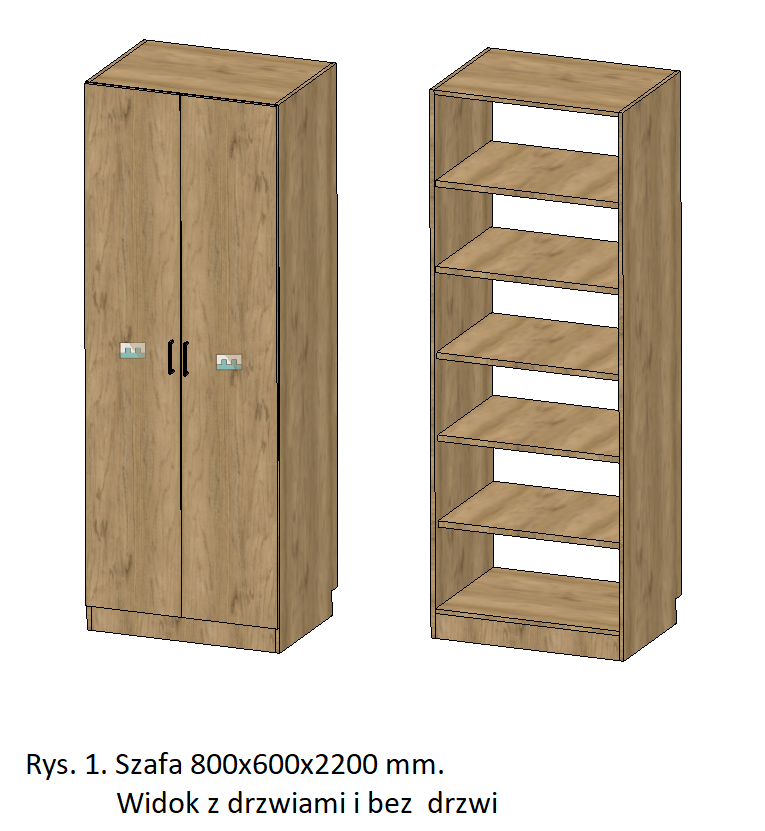 Rys. 1. Szafa 800x600x2200 mm.
Widok z drzwiami i bez  drzwi